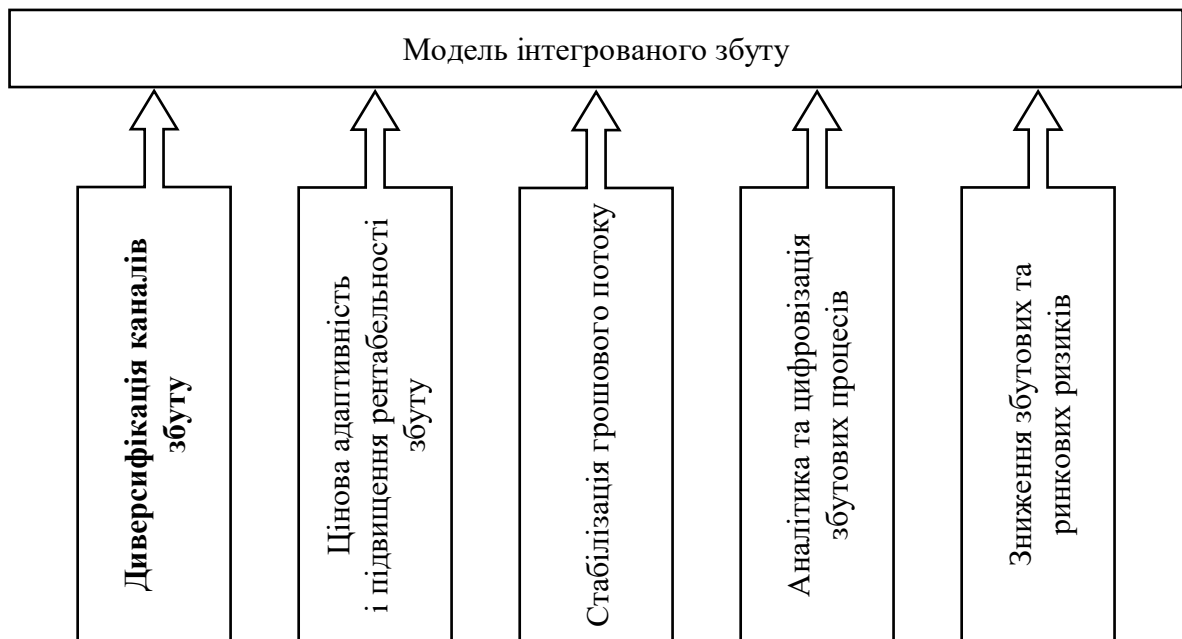 Модель інтегрованого збуту
Диверсифікація каналів
збуту
Цінова адаптивність
і підвищення рентабельності
збуту
Стабілізація грошового потоку
Аналітика та цифровізація
збутових процесів
Зниження збутових та
ринкових ризиків